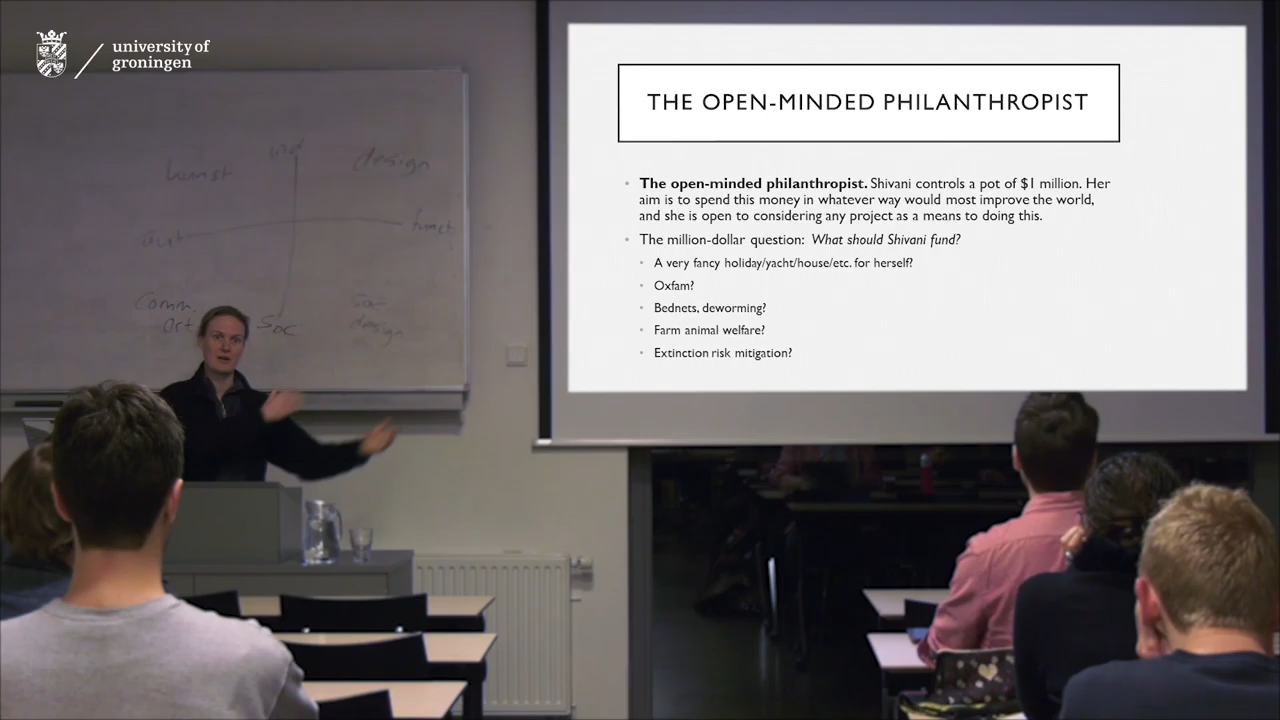 university of
groningen
kunst
design
funct
Comm.
Art
Soc
design
THE OPEN-MINDED PHILANTHROPIST
• The open-minded philanthropist. Shivani controls a pot of $1 million. Her
aim is to spend this money in whatever way would most improve the world,
and she is open to considering any project as a means to doing this.
• The million-dollar question: What should Shivani fund?
• A very fancy holiday/yacht/house/etc. for herself?
• Oxfam?
• Bednets, deworming?
• Farm animal welfare?
• Extinction risk mitigation?